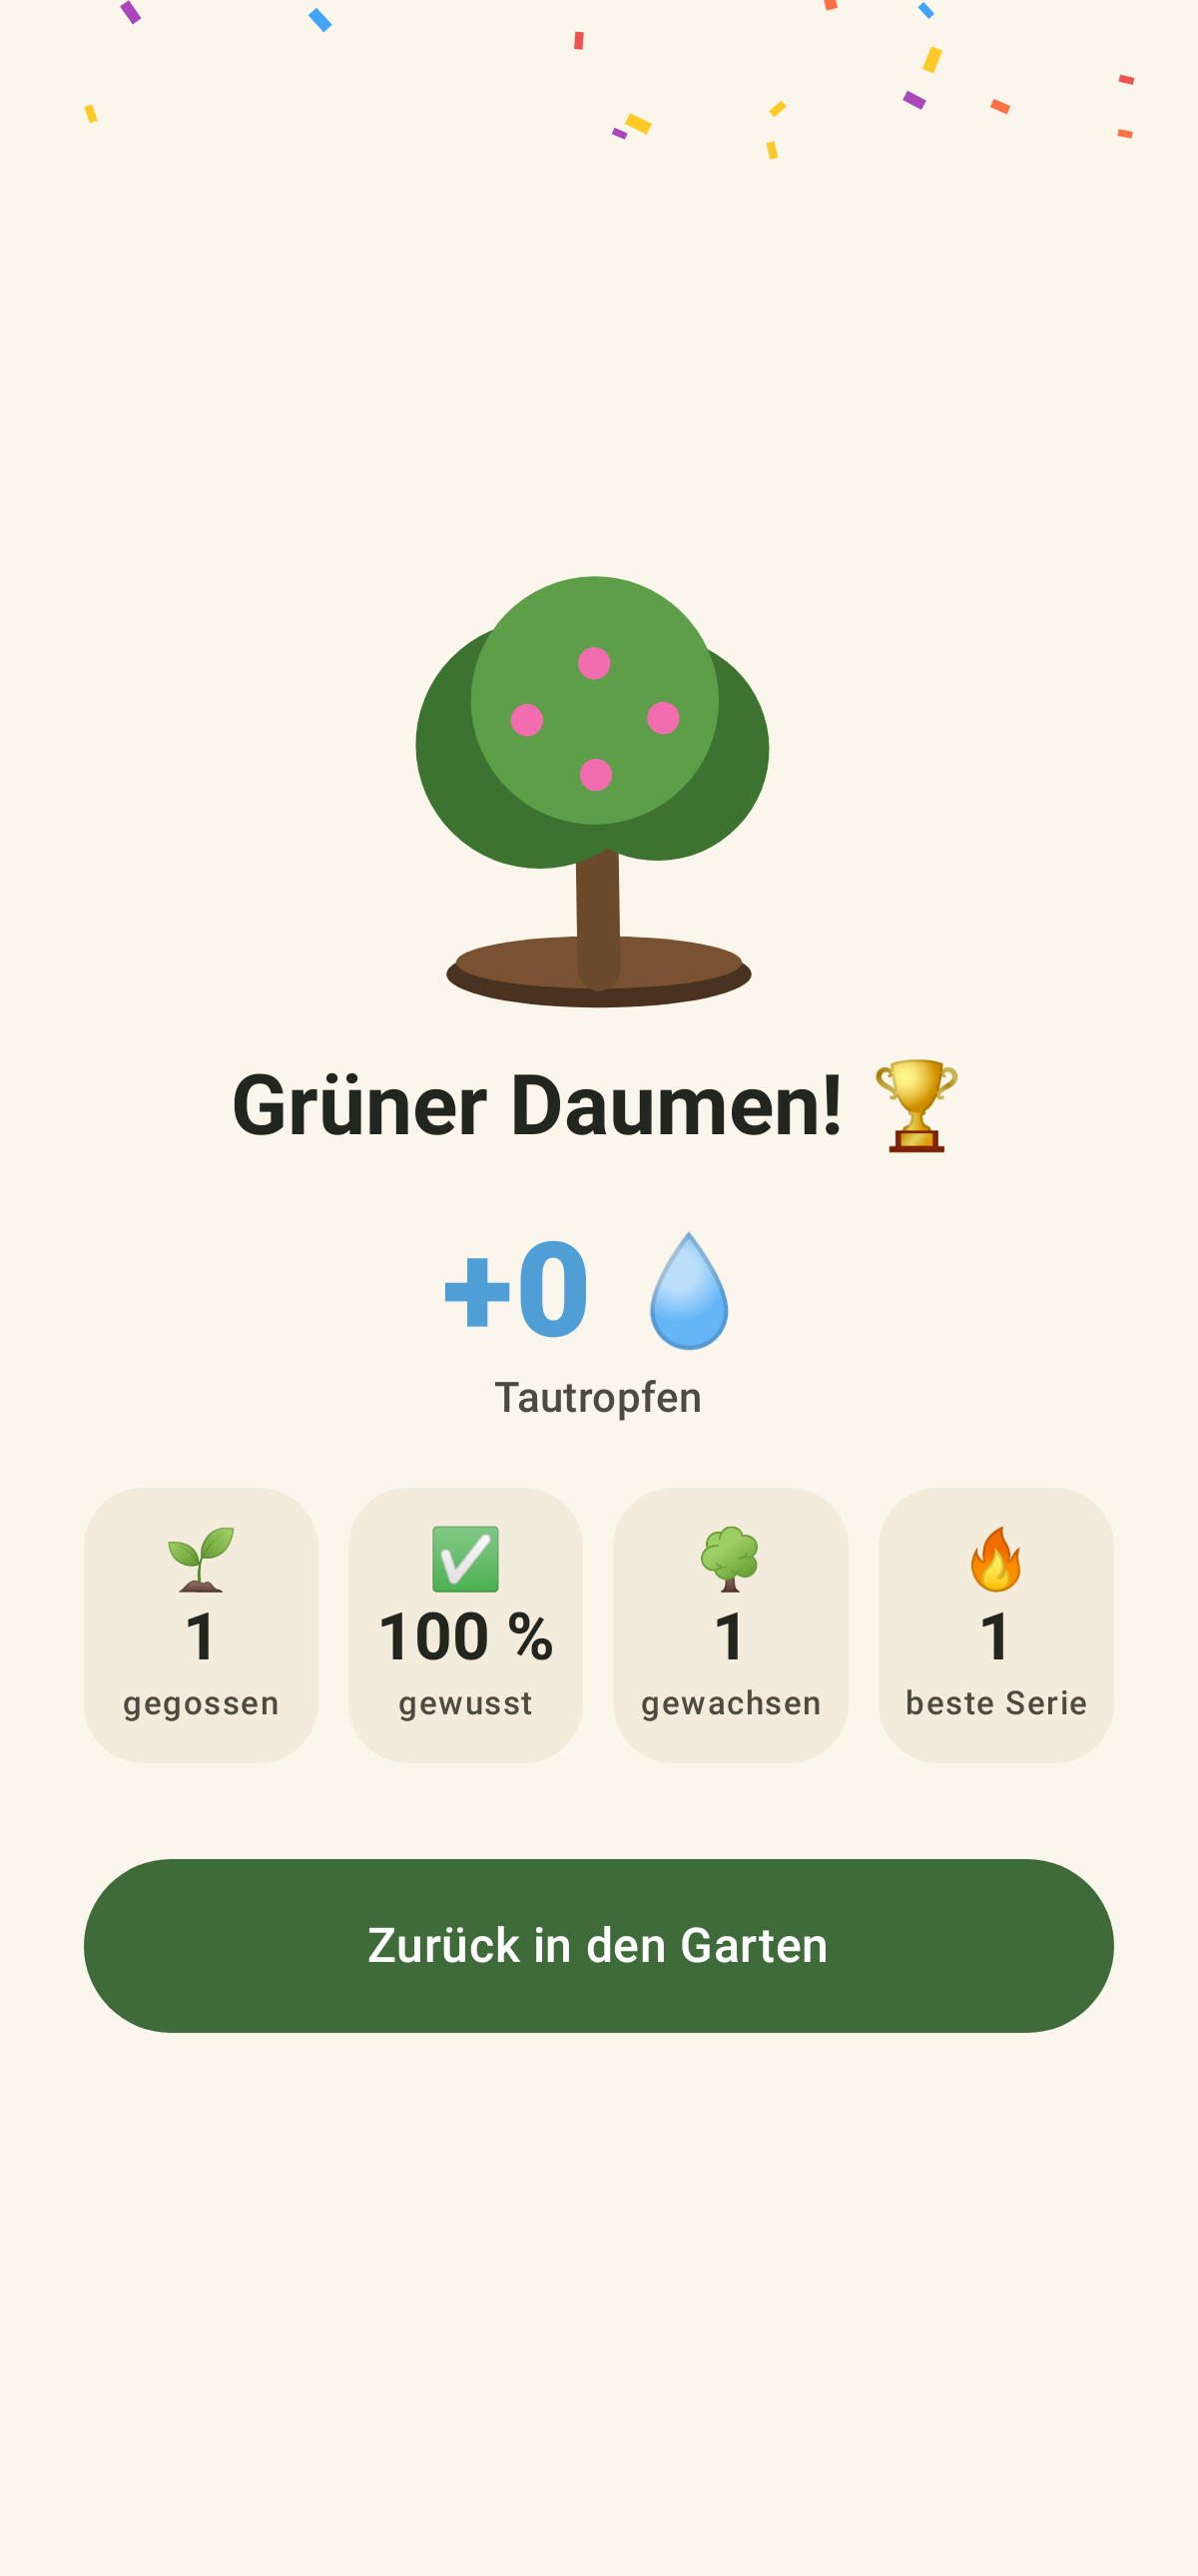 Grüner Daumen! 🏆
+0 💧
Tautropfen
🌱 ✅ 🌳 🔥
1 100 % 1 1
gegossen gewusst gewachsen beste Serie
Zurück in den Garten